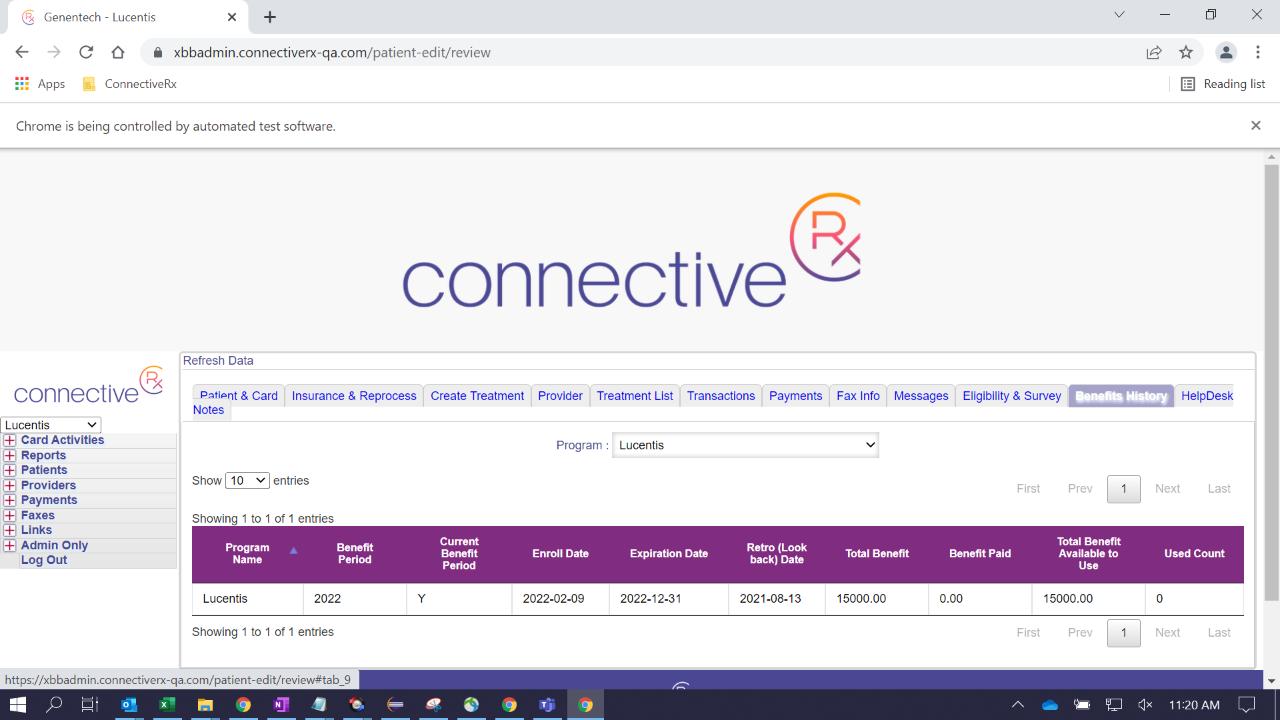 Genentech - Lucentis
xbbadmin.connectiverx-qa.com/patient-edit/review
Apps ConnectiveRx Reading list
Chrome is being controlled by automated test software.
connective Rx
connective Rx
Lucentis
Card Activities
Reports
Patients
Providers
Payments
Faxes
Links
Admin Only
Log Out
Refresh Data
Patient & Card Insurance & Reprocess Create Treatment Provider Treatment List Transactions Payments Fax Info Messages Eligibility & Survey Benefits History HelpDesk
Notes
Program : Lucentis
Show 10 entries
First Prev 1 Next Last
Showing 1 to 1 of 1 entries
Program Name Benefit Period Current Benefit Period Enroll Date Expiration Date Retro (Look back) Date Total Benefit Benefit Paid Total Benefit Available to Use Used Count
Lucentis 2022 Y 2022-02-09 2022-12-31 2021-08-13 15000.00 0.00 15000.00 0
Showing 1 to 1 of 1 entries
First Prev 1 Next Last
https://xbbadmin.connectiverx-qa.com/patient-edit/review#tab_9
11:20 AM